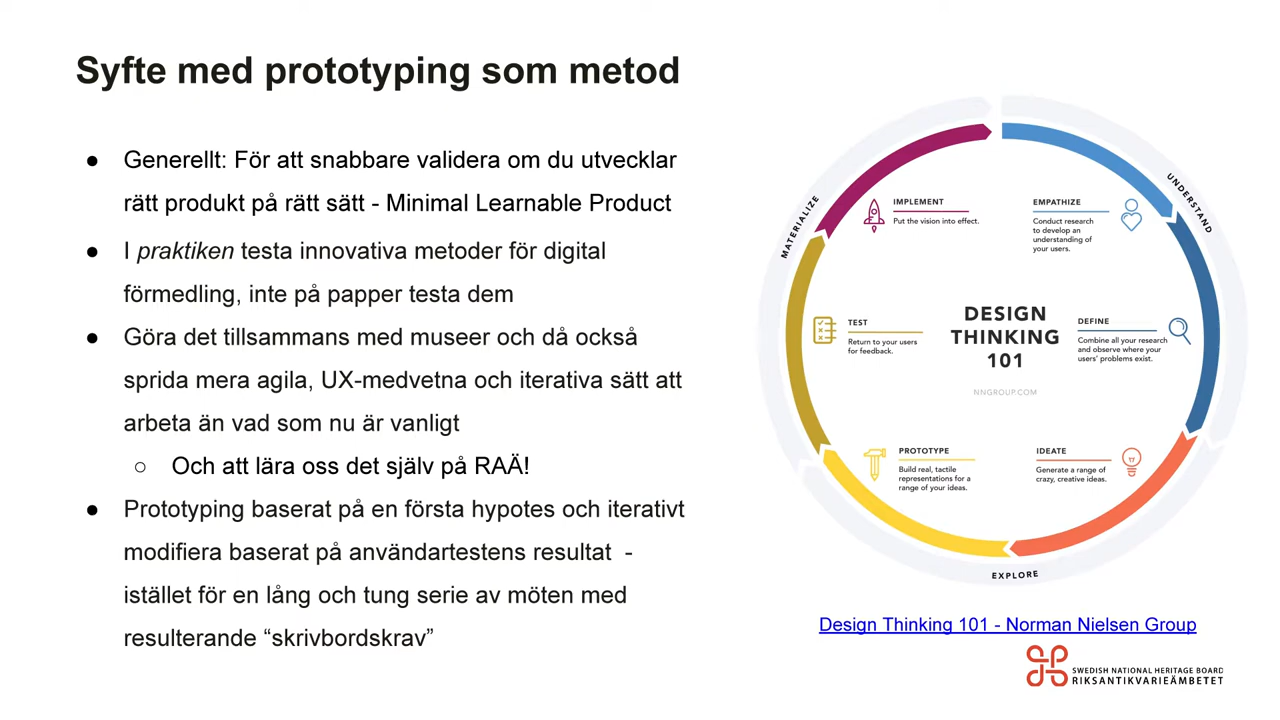 Syfte med prototyping som metod
● Generellt: För att snabbare validera om du utvecklar
rätt produkt på rätt sätt - Minimal Learnable Product
● I praktiken testa innovativa metoder för digital
förmedling, inte på papper testa dem
● Göra det tillsammans med museer och då också
sprida mera agila, UX-medvetna och iterativa sätt att
arbeta än vad som nu är vanligt
○ Och att lära oss det själv på RAÄ!
● Prototyping baserat på en första hypotes och iterativt
modifiera baserat på användartestens resultat -
istället för en lång och tung serie av möten med
resulterande “skrivbordskrav”
MATERIALIZE
UNDERSTAND
EXPLORE
IMPLEMENT
Put the vision into effect.
EMPATHIZE
Conduct research
to develop an
understanding of
your users.
TEST
Return to your users
for feedback.
DESIGN
THINKING
101
NNGROUP.COM
DEFINE
Combine all your research
and observe where your
users' problems exist.
PROTOTYPE
Build real, tactile
representations for a
range of your ideas.
IDEATE
Generate a range of
crazy, creative ideas.
Design Thinking 101 - Norman Nielsen Group
SWEDISH NATIONAL HERITAGE BOARD
RIKSANTIKVARIEÄMBETET